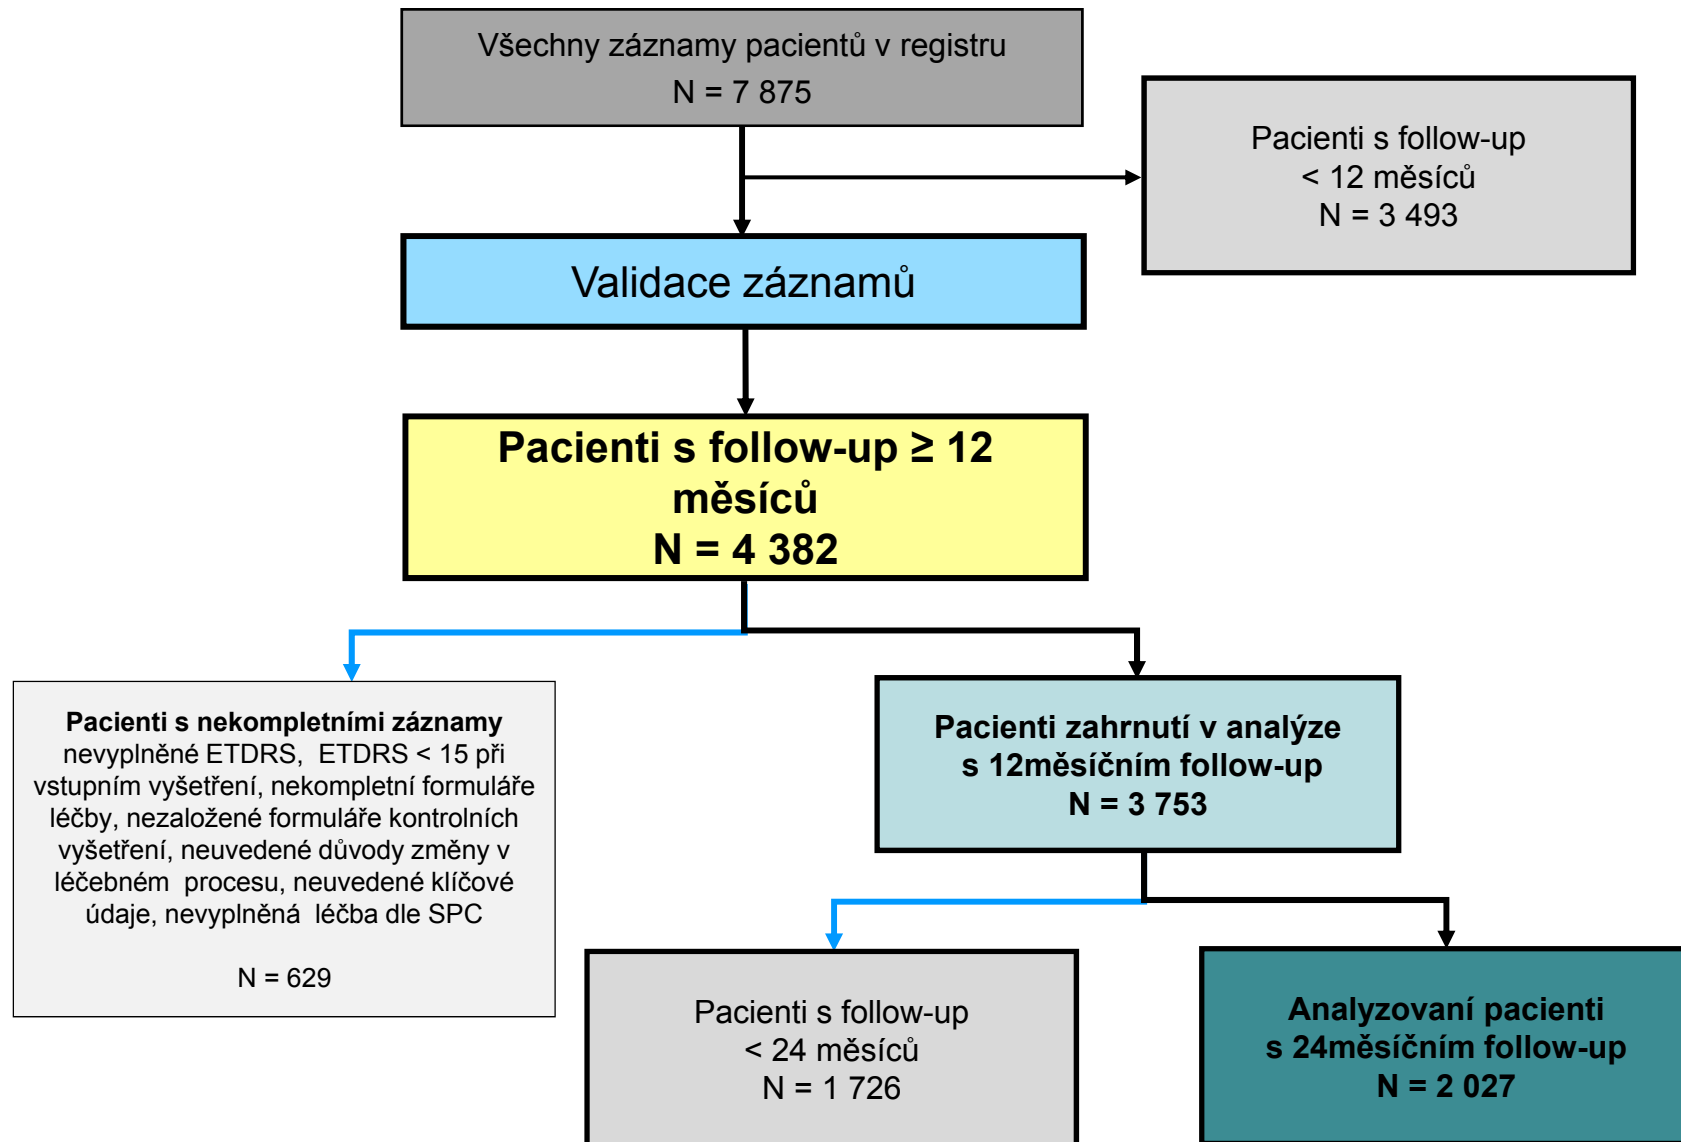 Všechny záznamy pacientů v registru
N = 7 875
Pacienti s follow-up
< 12 měsíců
N = 3 493
Validace záznamů
Pacienti s follow-up ≥ 12
měsíců
N = 4 382
Pacienti s nekompletními záznamy
nevyplněné ETDRS, ETDRS < 15 při
vstupním vyšetření, nekompletní formuláře
léčby, nezaložené formuláře kontrolních
vyšetření, neuvedené důvody změny v
léčebném procesu, neuvedené klíčové
údaje, nevyplněná léčba dle SPC
N = 629
Pacienti zahrnutí v analýze
s 12měsíčním follow-up
N = 3 753
Pacienti s follow-up
< 24 měsíců
N = 1 726
Analyzovaní pacienti
s 24měsíčním follow-up
N = 2 027